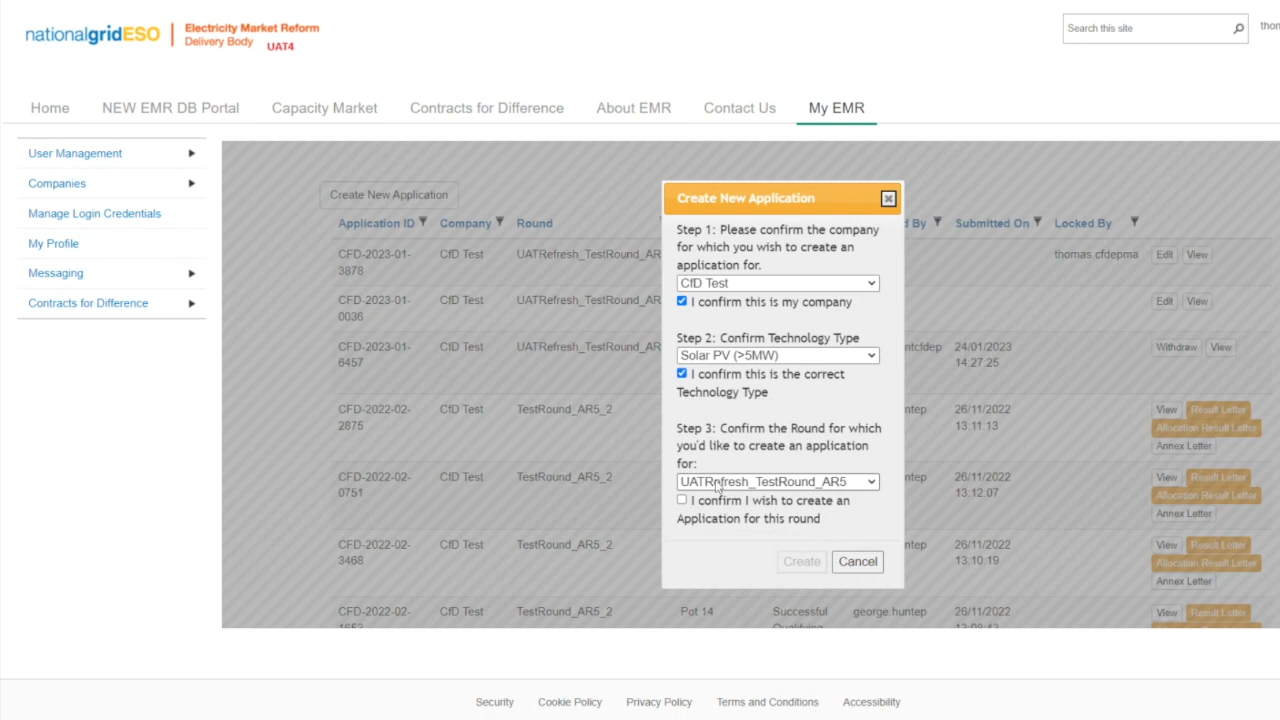 nationalgridESO | Electricity Market Reform
Delivery Body UAT4
Search this site
thon
Home NEW EMR DB Portal Capacity Market Contracts for Difference About EMR Contact Us My EMR
User Management
Companies
Manage Login Credentials
My Profile
Messaging
Contracts for Difference
Create New Application
Application ID Company Round d By Submitted On Locked By
CFD-2023-01- CfD Test UATRefresh_TestRound_AR thomas.cfdepma Edit View
3878
CFD-2023-01- CfD Test UATRefresh_TestRound_AR Edit View
0036
CFD-2023-01- CfD Test UATRefresh_TestRound_AR ntcfdep 24/01/2023 Withdraw View
6457 14:27:25
CFD-2022-02- CfD Test TestRound_AR5_2 ntep 26/11/2022 View Result Letter
2875 13:11:13 Allocation Result Letter
Annex Letter
CFD-2022-02- CfD Test TestRound_AR5_2 ntep 26/11/2022 View Result Letter
0751 13:12:07 Allocation Result Letter
Annex Letter
CFD-2022-02- CfD Test TestRound_AR5_2 ntep 26/11/2022 View Result Letter
3468 13:10:19 Allocation Result Letter
Annex Letter
CFD-2022-02- CfD Test TestRound_AR5_2 Pot 14 Successful george.huntep 26/11/2022 View Result Letter
Create New Application
Step 1: Please confirm the company
for which you wish to create an
application for.
CfD Test
I confirm this is my company
Step 2: Confirm Technology Type
Solar PV (>5MW)
I confirm this is the correct
Technology Type
Step 3: Confirm the Round for which
you'd like to create an application
for:
UATRefresh_TestRound_AR5
I confirm I wish to create an
Application for this round
Create Cancel
Security Cookie Policy Privacy Policy Terms and Conditions Accessibility